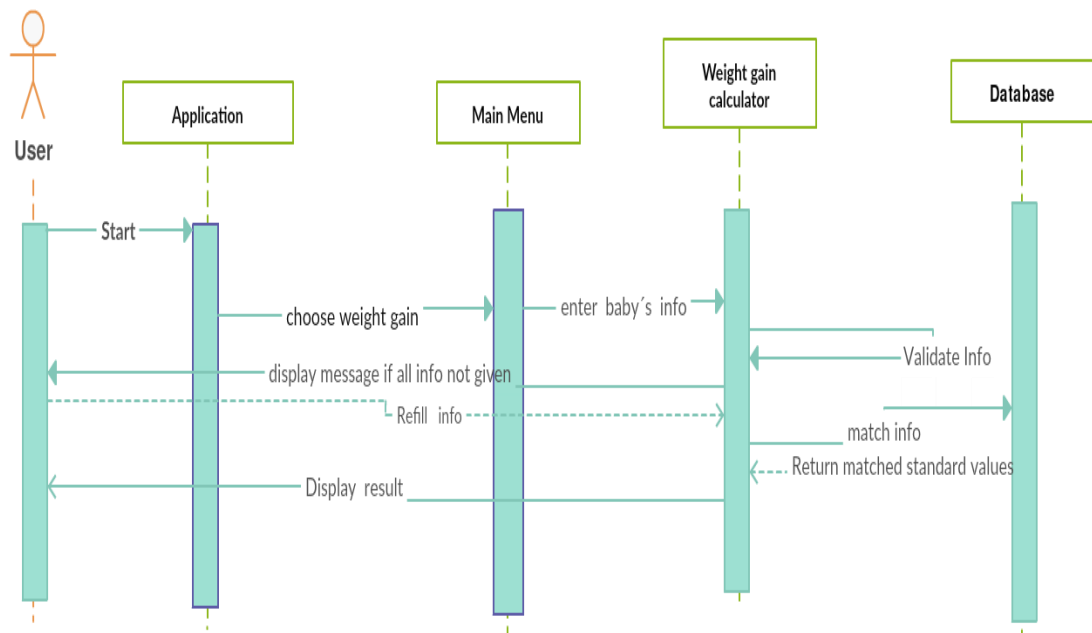 Weight gain
calculator
Application
Main Menu
Database
User
Start
choose weight gain
enter baby´s info
Validate Info
display message if all info not given
Refill info
match info
Return matched standard values
Display result